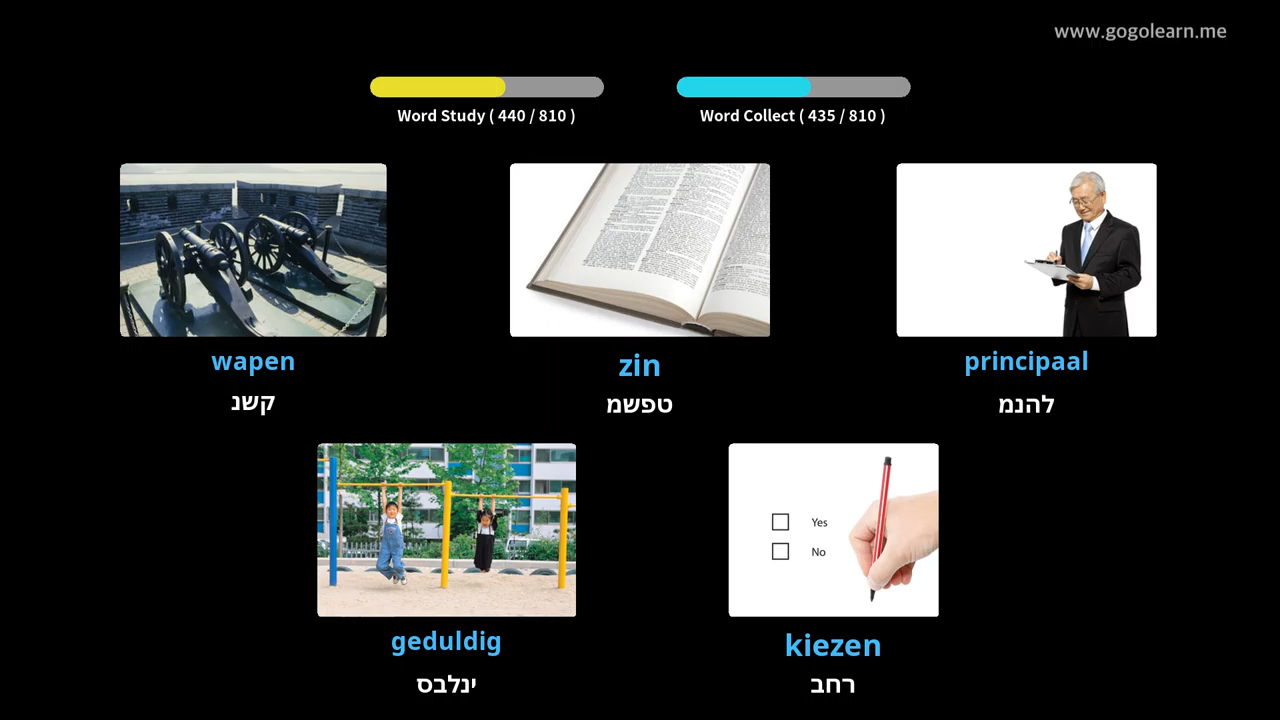 www.gogolearn.me
Word Study ( 440 / 810 )
Word Collect ( 435 / 810 )
wapen
קשנ
zin
טפשמ
principaal
להנמ
geduldig
ינלבס
kiezen
רחב
Yes
No